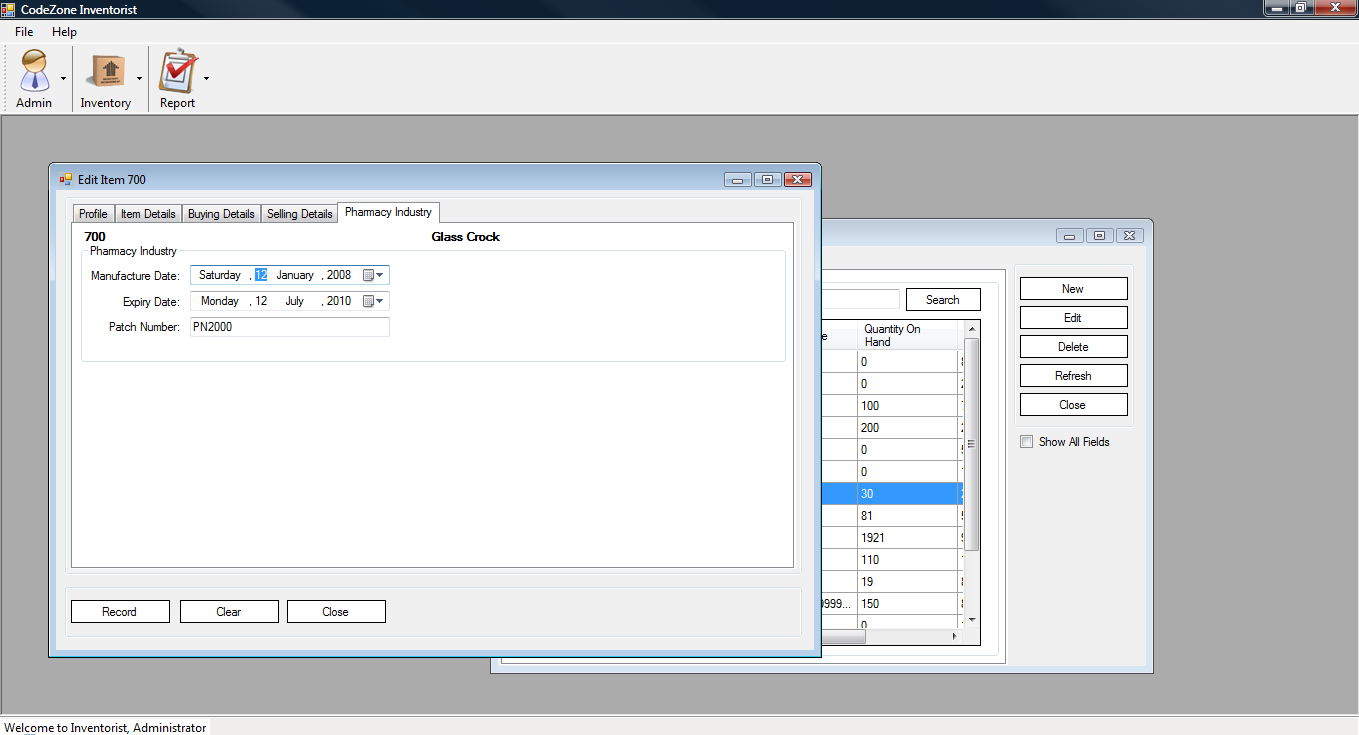 CodeZone Inventorist
File Help
Admin Inventory Report
Edit Item 700
Profile Item Details Buying Details Selling Details Pharmacy Industry
700 Glass Crock
Pharmacy Industry
Manufacture Date: Saturday , 12 January , 2008
Expiry Date: Monday , 12 July , 2010
Patch Number: PN2000
Record Clear Close
Search
Quantity On
Hand
0
0
100
200
0
0
30
81
1921
110
19
9999... 150
0
New
Edit
Delete
Refresh
Close
Show All Fields
Welcome to Inventorist, Administrator